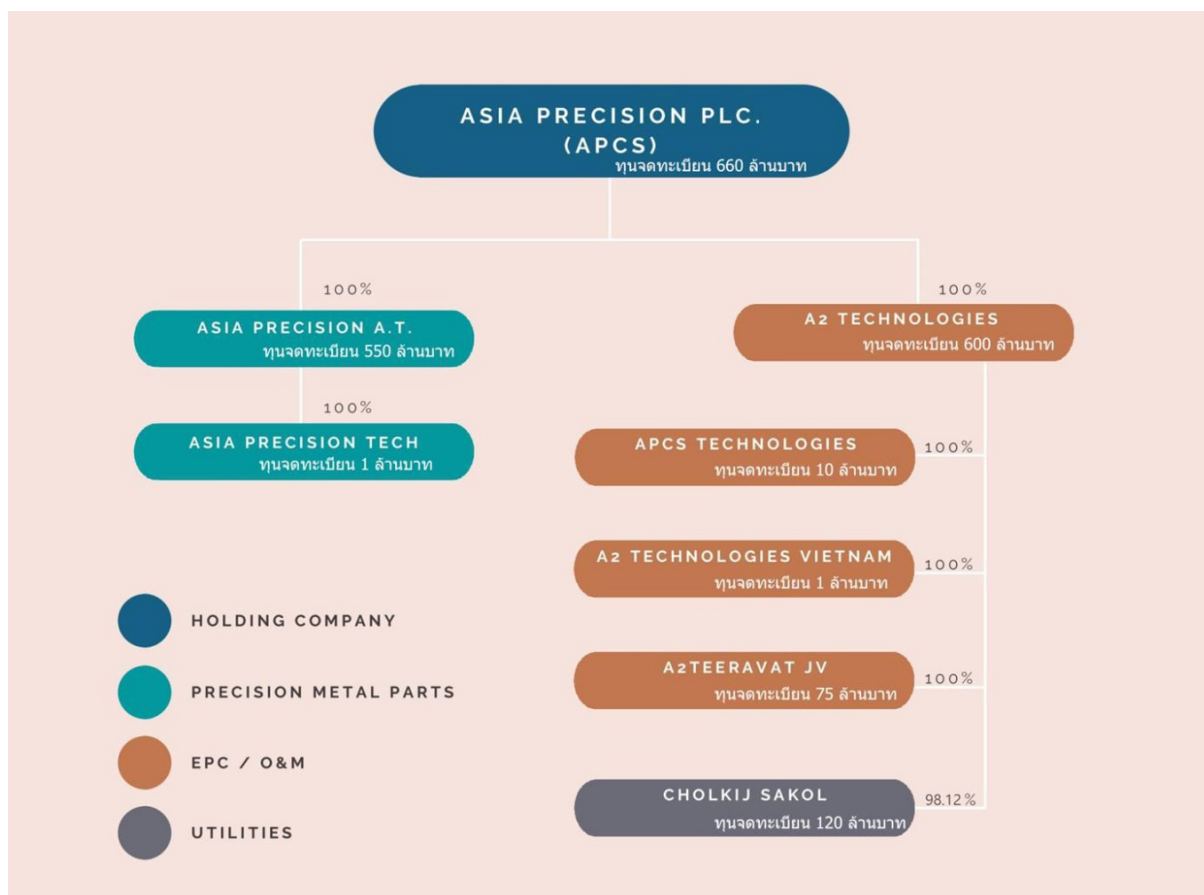 ASIA PRECISION PLC.
(APCS)
ทุนจดทะเบียน 660 ล้านบาท
100%
100%
ASIA PRECISION A.T.
ทุนจดทะเบียน 550 ล้านบาท
A2 TECHNOLOGIES
ทุนจดทะเบียน 600 ล้านบาท
100%
ASIA PRECISION TECH
ทุนจดทะเบียน 1 ล้านบาท
APCS TECHNOLOGIES
ทุนจดทะเบียน 10 ล้านบาท
100%
A2 TECHNOLOGIES VIETNAM
ทุนจดทะเบียน 1 ล้านบาท
100%
A2TEERAVAT JV
ทุนจดทะเบียน 75 ล้านบาท
100%
CHOLKIJ SAKOL
ทุนจดทะเบียน 120 ล้านบาท
98.12%
HOLDING COMPANY
PRECISION METAL PARTS
EPC / O&M
UTILITIES